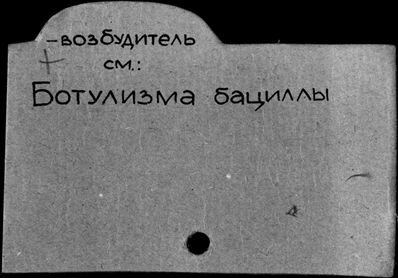 -возбудитель
см.:
Ботулизма бациллы